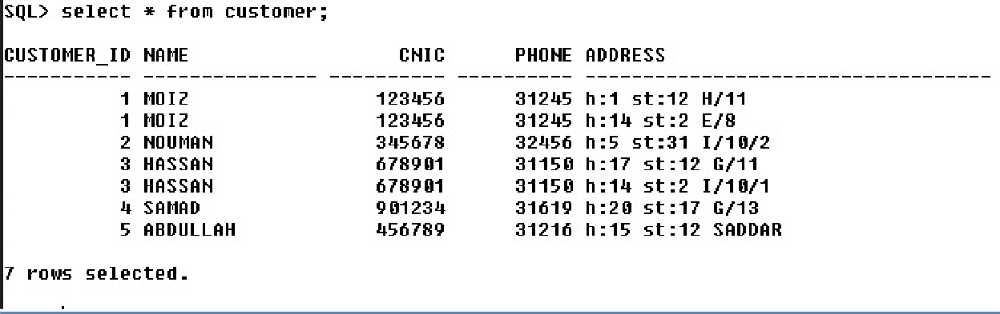 SQL> select * from customer;
CUSTOMER_ID NAME                  CNIC      PHONE ADDRESS
----------- --------------- ---------- ---------- -----------------------------------
          1 MOIZ                123456      31245 h:1 st:12 H/11
          1 MOIZ                123456      31245 h:14 st:2 E/8
          2 NOUMAN              345678      32456 h:5 st:31 I/10/2
          3 HASSAN              678901      31150 h:17 st:12 G/11
          3 HASSAN              678901      31150 h:14 st:2 I/10/1
          4 SAMAD               901234      31619 h:20 st:17 G/13
          5 ABDULLAH            456789      31216 h:15 st:12 SADDAR
7 rows selected.